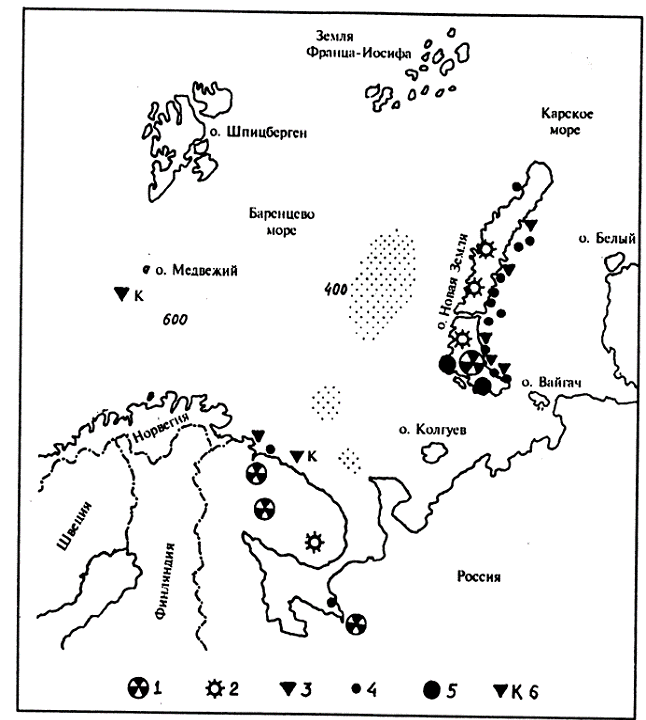 Земля
Франца-Иосифа
Карское
море
о. Шпицберген
Баренцево
море
о. Белый
о. Медвежий
К
400
600
о. Новая Земля
о. Вайгач
Норвегия
о. Колгуев
К
Швеция
Финляндия
Россия
1 2 3 4 5 К 6